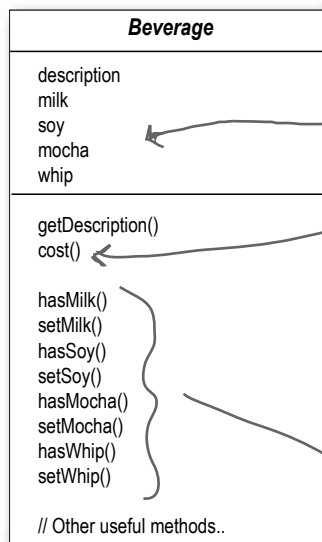 Beverage
description
milk
soy
mocha
whip
getDescription()
cost()
hasMilk()
setMilk()
hasSoy()
setSoy()
hasMocha()
setMocha()
hasWhip()
setWhip()
// Other useful methods..